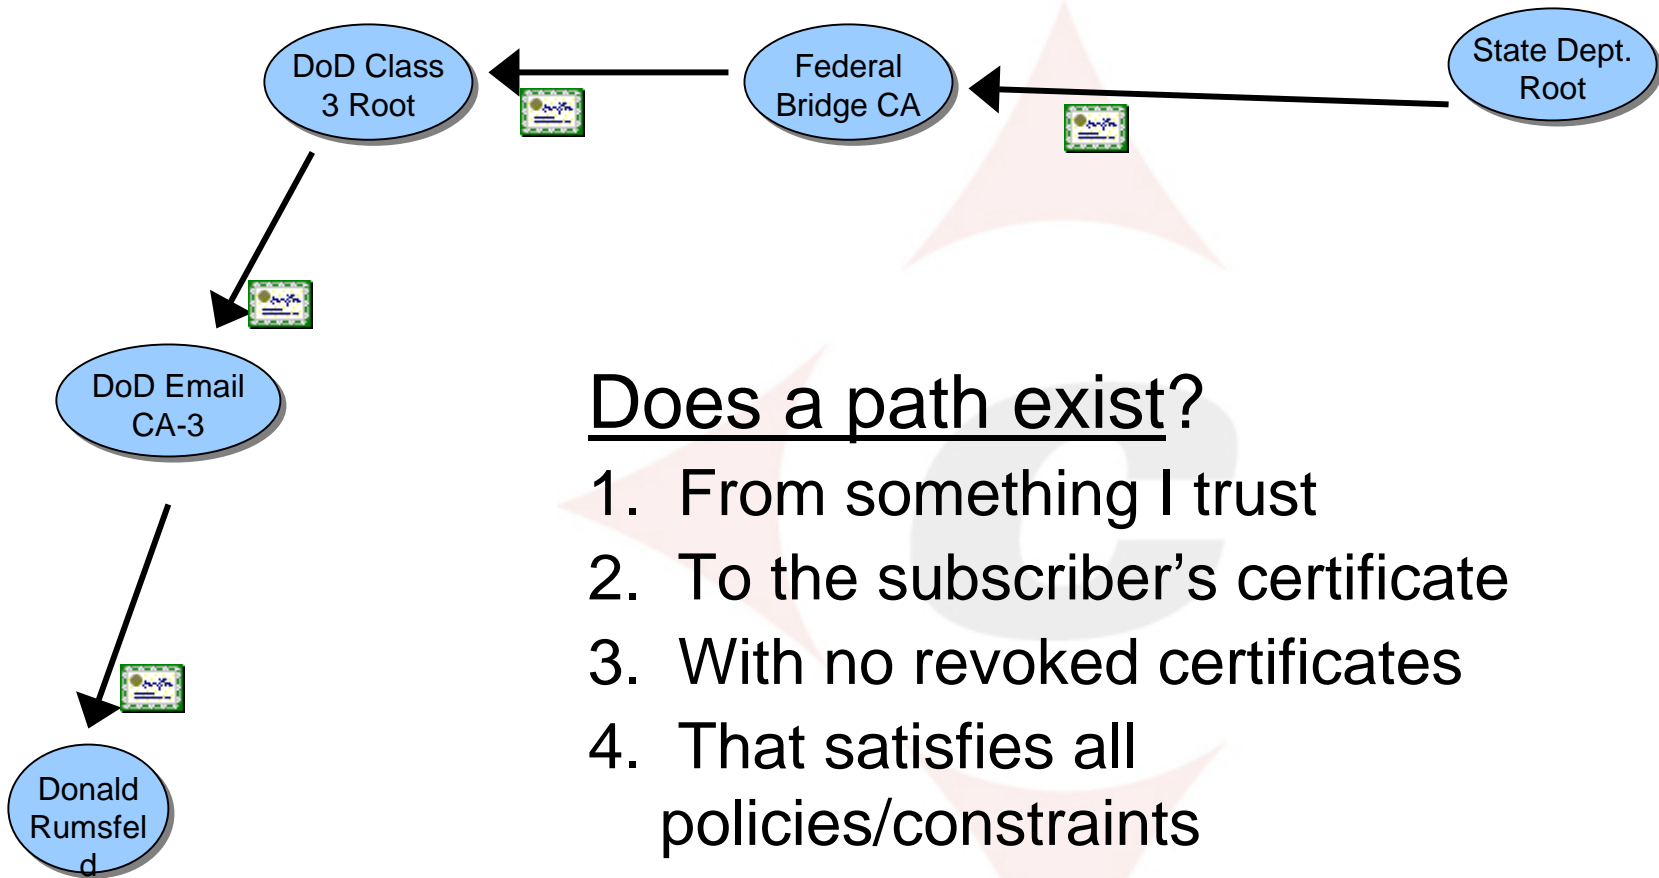 DoD Class
3 Root
Federal
Bridge CA
State Dept.
Root
DoD Email
CA-3
Donald
Rumsfel
d
Does a path exist?
1. From something I trust
2. To the subscriber’s certificate
3. With no revoked certificates
4. That satisfies all
policies/constraints
c